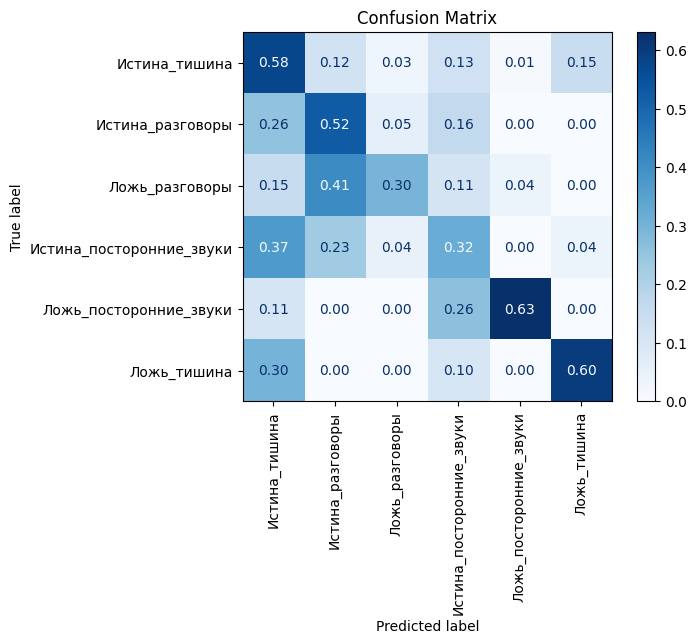 Confusion Matrix
True label
Истина_тишина 0.58 0.12 0.03 0.13 0.01 0.15
Истина_разговоры 0.26 0.52 0.05 0.16 0.00 0.00
Ложь_разговоры 0.15 0.41 0.30 0.11 0.04 0.00
Истина_посторонние_звуки 0.37 0.23 0.04 0.32 0.00 0.04
Ложь_посторонние_звуки 0.11 0.00 0.00 0.26 0.63 0.00
Ложь_тишина 0.30 0.00 0.00 0.10 0.00 0.60
Истина_тишина
Истина_разговоры
Ложь_разговоры
Истина_посторонние_звуки
Ложь_посторонние_звуки
Ложь_тишина
Predicted label
0.6
0.5
0.4
0.3
0.2
0.1
0.0